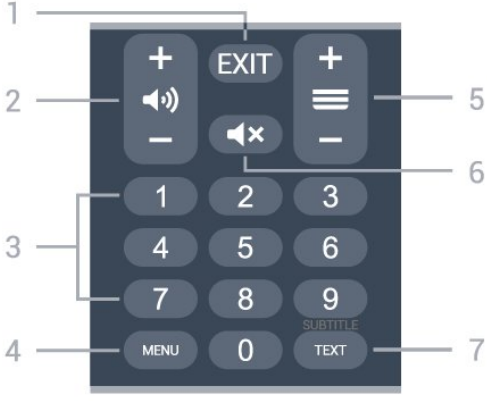 1
+ EXIT +
2
5
- -
6
1 2 3
3
4 5 6
7 8 9
SUBTITLE
4 MENU 0 TEXT 7